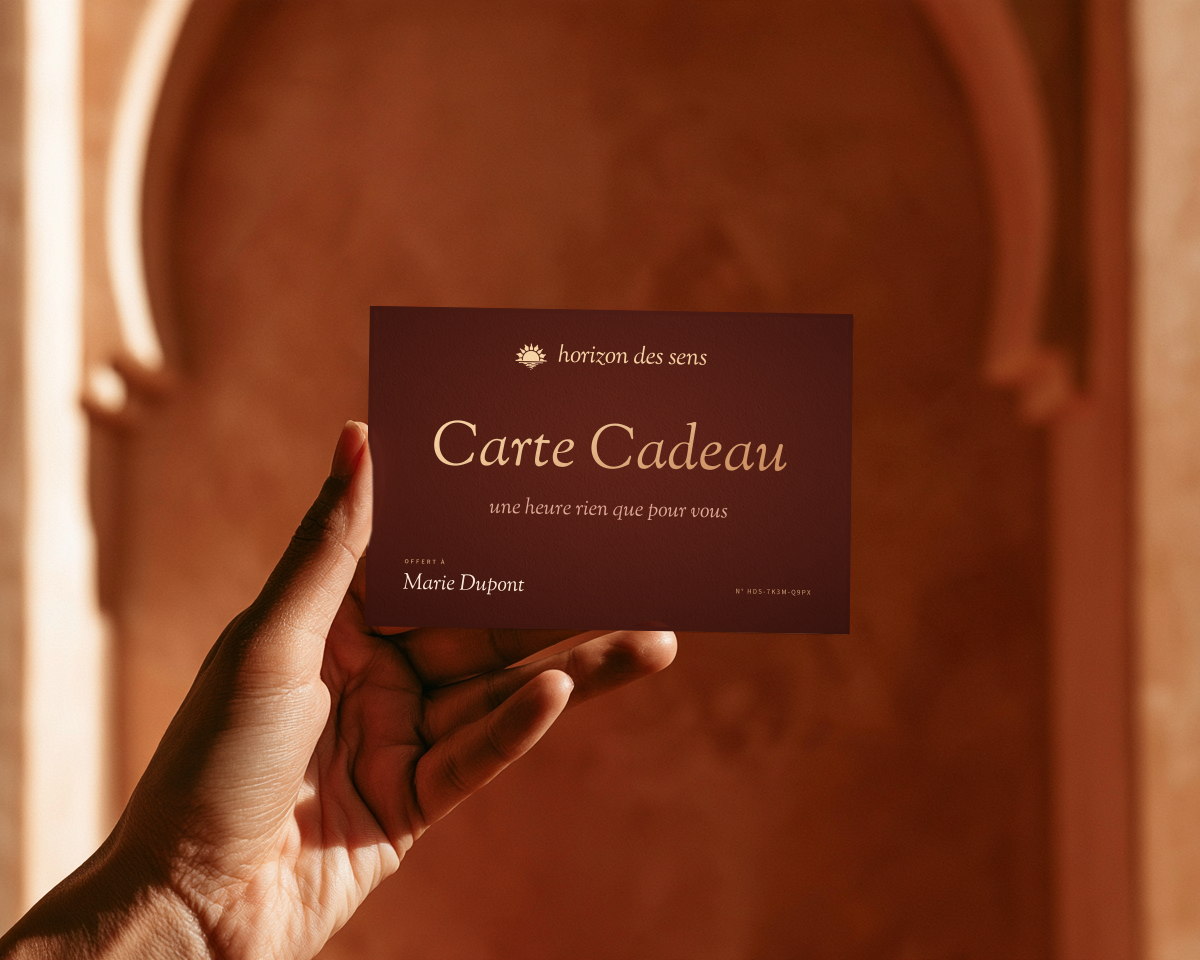 horizon des sens
Carte Cadeau
une heure rien que pour vous
OFFERT À
Marie Dupont
N° HDS-7K3M-Q9PX